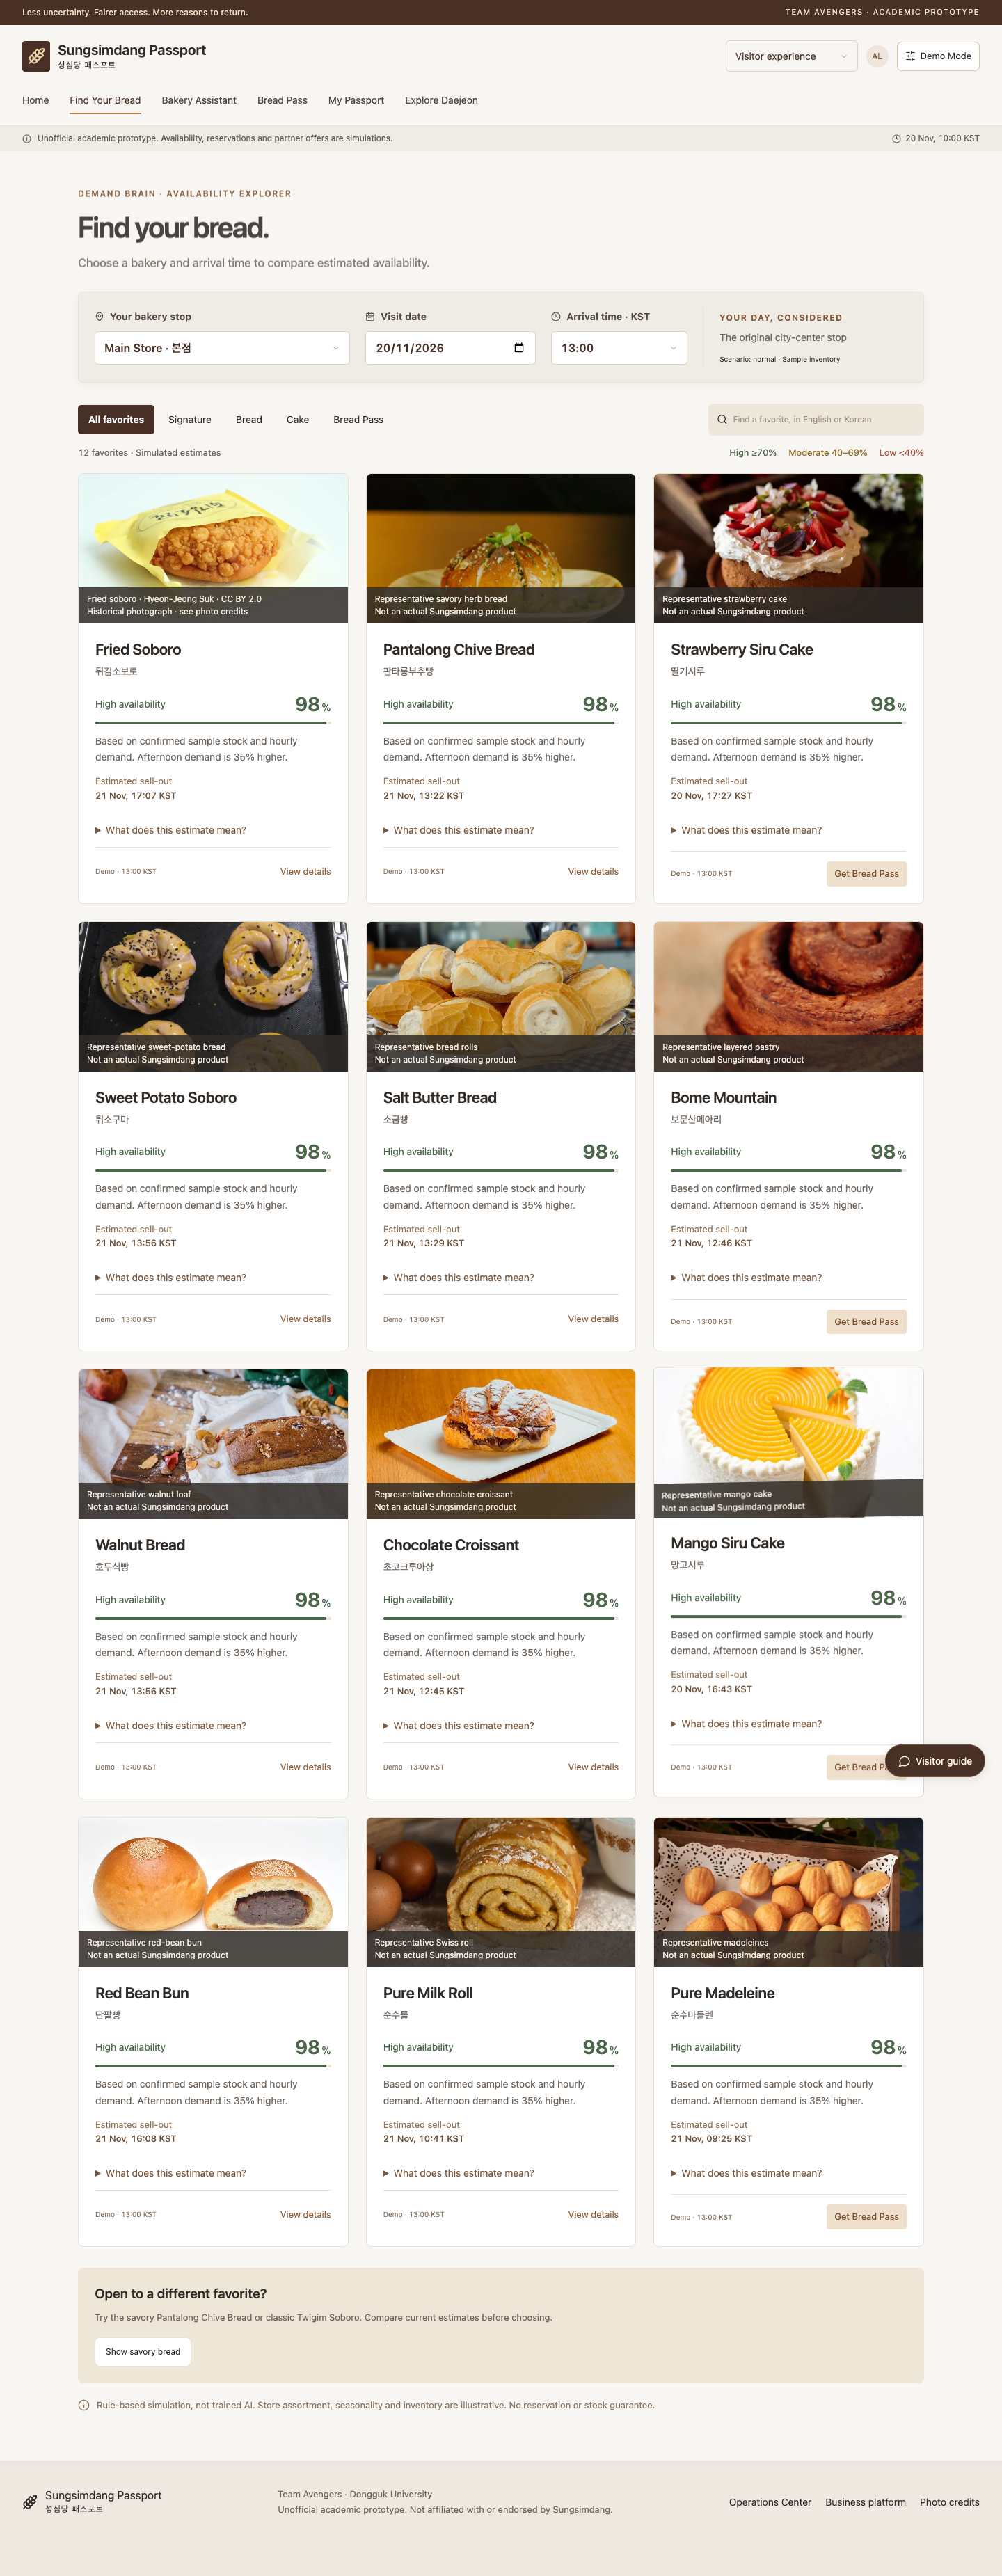 Less uncertainty. Fairer access. More reasons to return.
TEAM AVENGERS · ACADEMIC PROTOTYPE
Sungsimdang Passport
성심당 패스포트
Visitor experience
AL
Demo Mode
Home
Find Your Bread
Bakery Assistant
Bread Pass
My Passport
Explore Daejeon
Unofficial academic prototype. Availability, reservations and partner offers are simulations.
20 Nov, 10:00 KST
DEMAND BRAIN · AVAILABILITY EXPLORER
Find your bread.
Choose a bakery and arrival time to compare estimated availability.
Your bakery stop
Main Store · 본점
Visit date
20/11/2026
Arrival time · KST
13:00
YOUR DAY, CONSIDERED
The original city-center stop
Scenario: normal · Sample inventory
All favorites
Signature
Bread
Cake
Bread Pass
Find a favorite, in English or Korean
12 favorites · Simulated estimates
High ≥70%
Moderate 40–69%
Low <40%
Fried soboro · Hyeon-Jeong Suk · CC BY 2.0
Historical photograph · see photo credits
Fried Soboro
튀김소보로
High availability
98%
Based on confirmed sample stock and hourly
demand. Afternoon demand is 35% higher.
Estimated sell-out
21 Nov, 17:07 KST
What does this estimate mean?
Demo · 13:00 KST
View details
Representative savory herb bread
Not an actual Sungsimdang product
Pantalong Chive Bread
판타롱부추빵
High availability
98%
Based on confirmed sample stock and hourly
demand. Afternoon demand is 35% higher.
Estimated sell-out
21 Nov, 13:22 KST
What does this estimate mean?
Demo · 13:00 KST
View details
Representative strawberry cake
Not an actual Sungsimdang product
Strawberry Siru Cake
딸기시루
High availability
98%
Based on confirmed sample stock and hourly
demand. Afternoon demand is 35% higher.
Estimated sell-out
20 Nov, 17:27 KST
What does this estimate mean?
Demo · 13:00 KST
Get Bread Pass
Representative sweet-potato bread
Not an actual Sungsimdang product
Sweet Potato Soboro
튀소구마
High availability
98%
Based on confirmed sample stock and hourly
demand. Afternoon demand is 35% higher.
Estimated sell-out
21 Nov, 13:56 KST
What does this estimate mean?
Demo · 13:00 KST
View details
Representative bread rolls
Not an actual Sungsimdang product
Salt Butter Bread
소금빵
High availability
98%
Based on confirmed sample stock and hourly
demand. Afternoon demand is 35% higher.
Estimated sell-out
21 Nov, 13:29 KST
What does this estimate mean?
Demo · 13:00 KST
View details
Representative layered pastry
Not an actual Sungsimdang product
Bome Mountain
보문산메아리
High availability
98%
Based on confirmed sample stock and hourly
demand. Afternoon demand is 35% higher.
Estimated sell-out
21 Nov, 12:46 KST
What does this estimate mean?
Demo · 13:00 KST
Get Bread Pass
Representative walnut loaf
Not an actual Sungsimdang product
Walnut Bread
호두식빵
High availability
98%
Based on confirmed sample stock and hourly
demand. Afternoon demand is 35% higher.
Estimated sell-out
21 Nov, 13:56 KST
What does this estimate mean?
Demo · 13:00 KST
View details
Representative chocolate croissant
Not an actual Sungsimdang product
Chocolate Croissant
초코크루아상
High availability
98%
Based on confirmed sample stock and hourly
demand. Afternoon demand is 35% higher.
Estimated sell-out
21 Nov, 12:45 KST
What does this estimate mean?
Demo · 13:00 KST
View details
Representative mango cake
Not an actual Sungsimdang product
Mango Siru Cake
망고시루
High availability
98%
Based on confirmed sample stock and hourly
demand. Afternoon demand is 35% higher.
Estimated sell-out
20 Nov, 16:43 KST
What does this estimate mean?
Demo · 13:00 KST
Get Bread
Visitor guide
Representative red-bean bun
Not an actual Sungsimdang product
Red Bean Bun
단팥빵
High availability
98%
Based on confirmed sample stock and hourly
demand. Afternoon demand is 35% higher.
Estimated sell-out
21 Nov, 16:08 KST
What does this estimate mean?
Demo · 13:00 KST
View details
Representative Swiss roll
Not an actual Sungsimdang product
Pure Milk Roll
순수롤
High availability
98%
Based on confirmed sample stock and hourly
demand. Afternoon demand is 35% higher.
Estimated sell-out
21 Nov, 10:41 KST
What does this estimate mean?
Demo · 13:00 KST
View details
Representative madeleines
Not an actual Sungsimdang product
Pure Madeleine
순수마들렌
High availability
98%
Based on confirmed sample stock and hourly
demand. Afternoon demand is 35% higher.
Estimated sell-out
21 Nov, 09:25 KST
What does this estimate mean?
Demo · 13:00 KST
Get Bread Pass
Open to a different favorite?
Try the savory Pantalong Chive Bread or classic Twigim Soboro. Compare current estimates before choosing.
Show savory bread
Rule-based simulation, not trained AI. Store assortment, seasonality and inventory are illustrative. No reservation or stock guarantee.
Sungsimdang Passport
성심당 패스포트
Team Avengers · Dongguk University
Unofficial academic prototype. Not affiliated with or endorsed by Sungsimdang.
Operations Center
Business platform
Photo credits